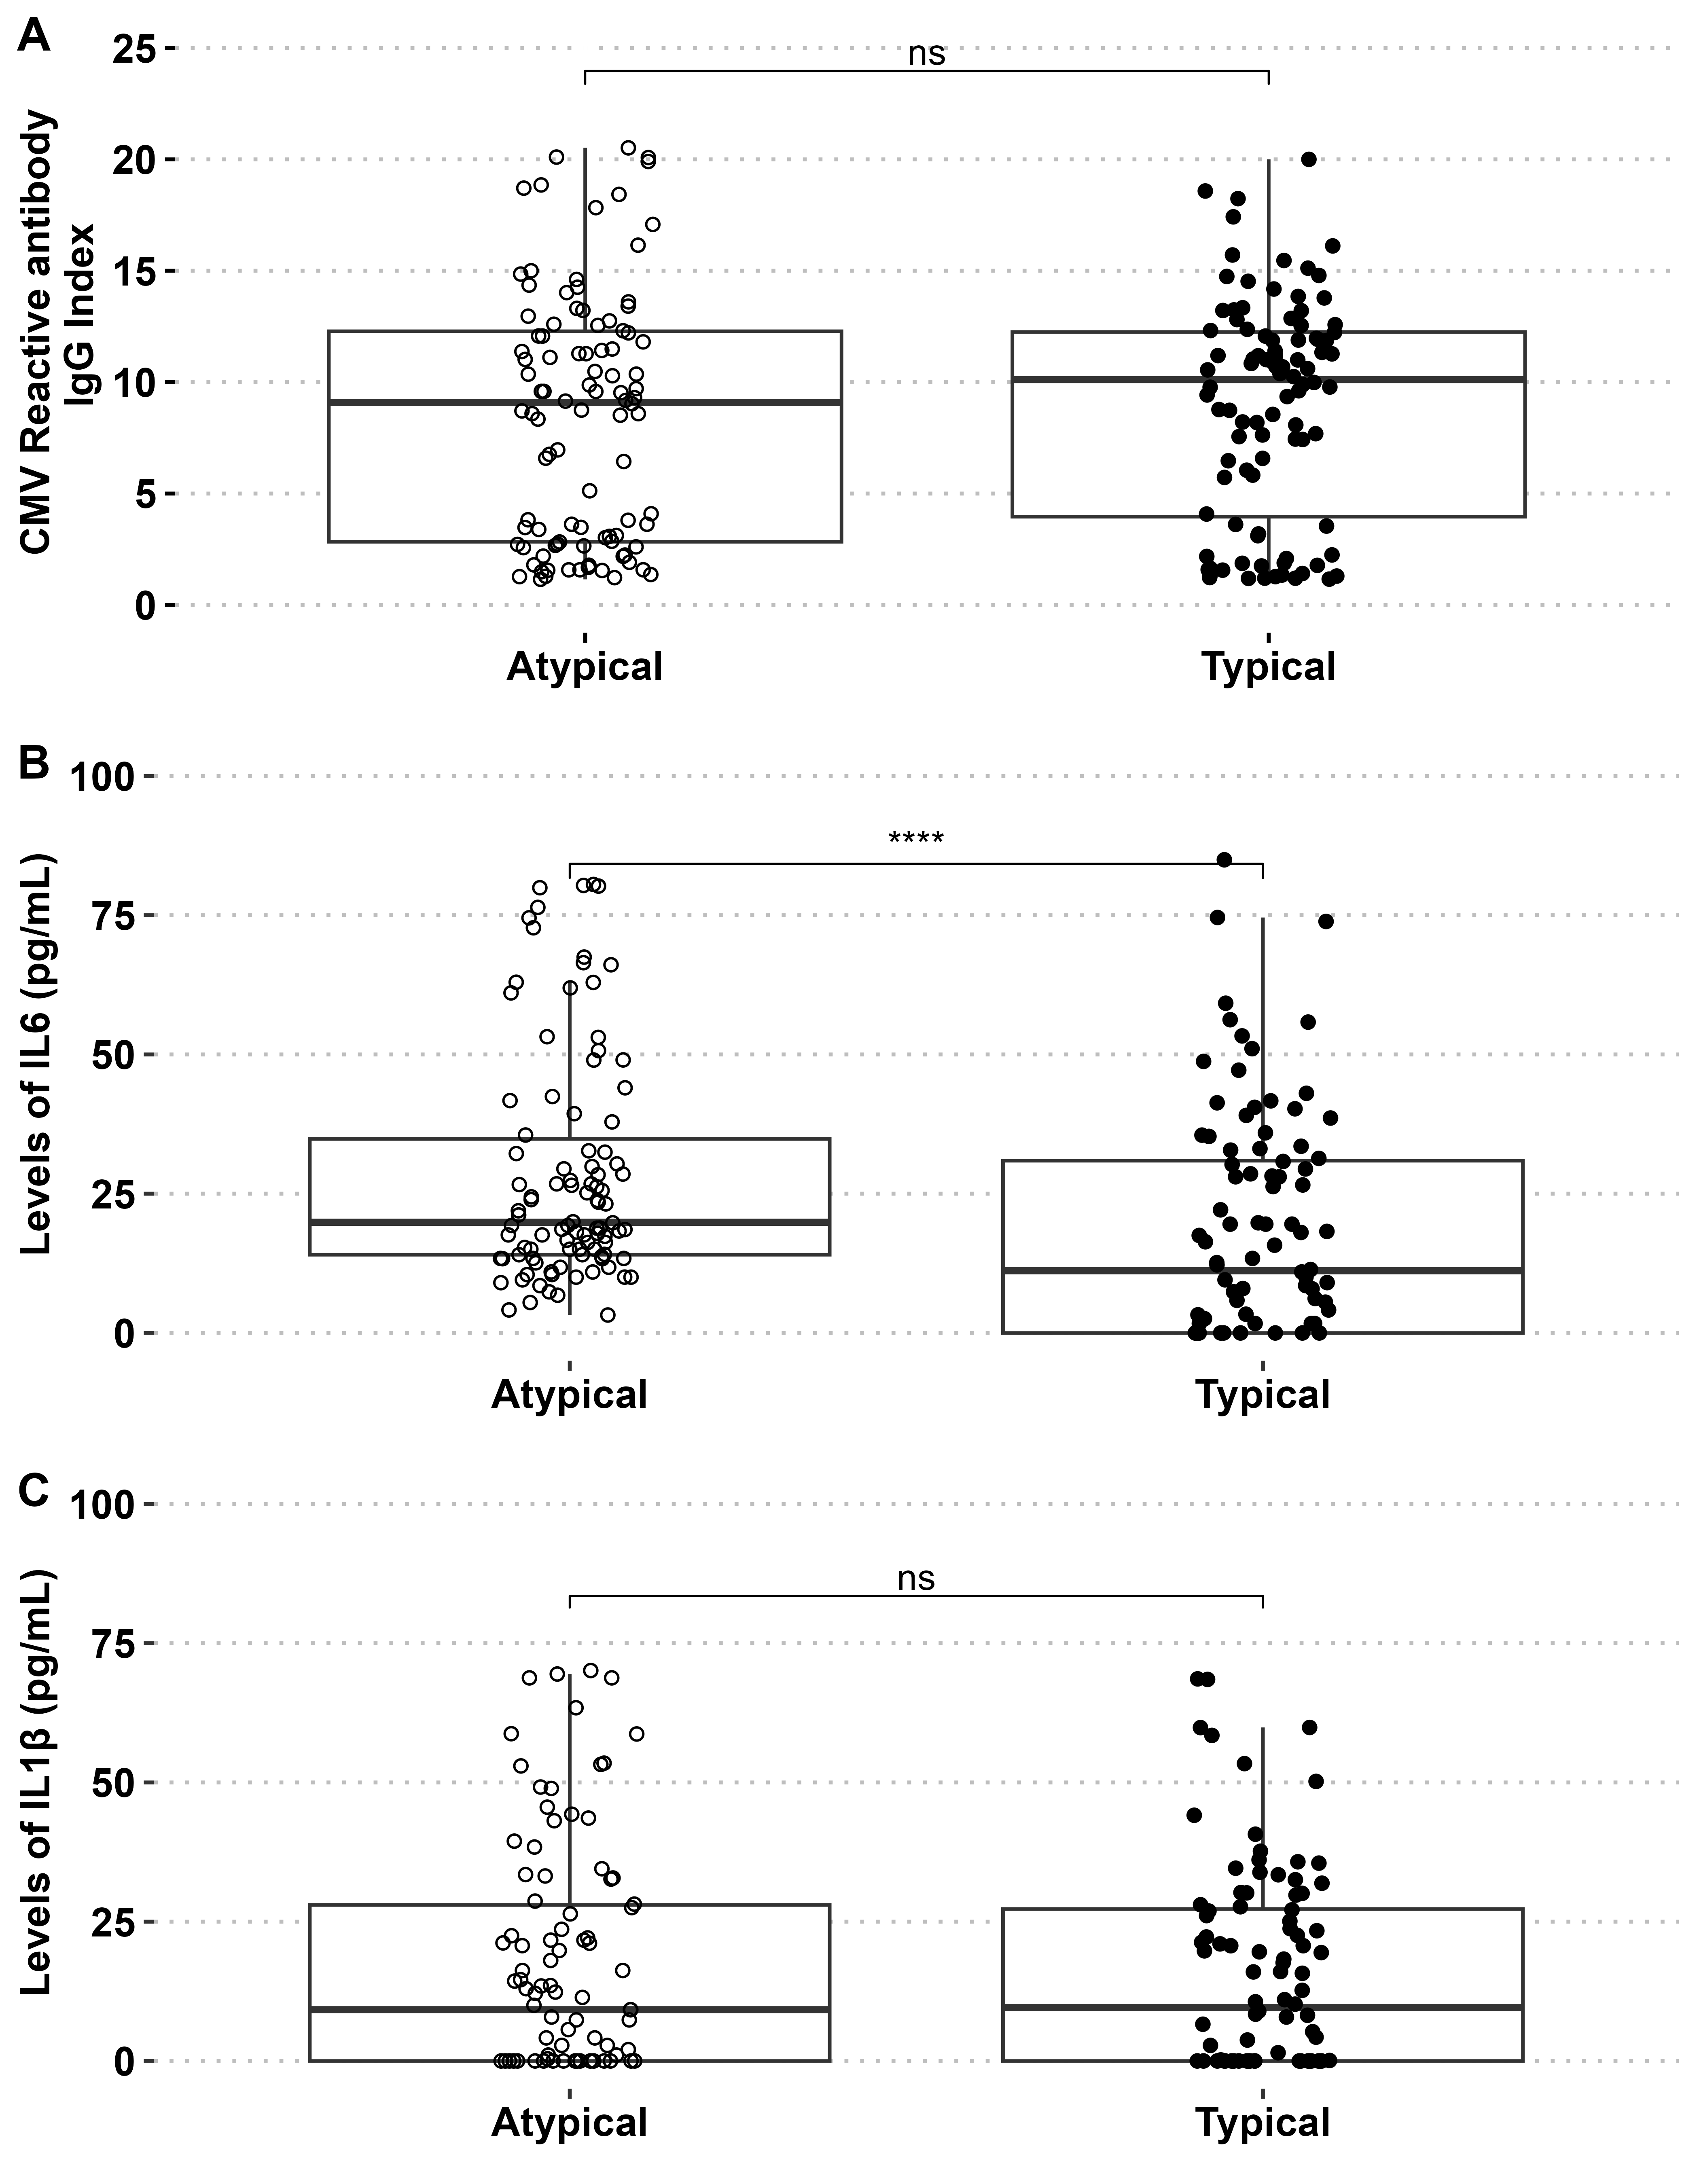 A
CMV Reactive antibody
IgG Index
25
20
15
10
5
0
ns
Atypical
Typical
B
Levels of IL6 (pg/mL)
100
75
50
25
0
****
Atypical
Typical
C
Levels of IL1β (pg/mL)
100
75
50
25
0
ns
Atypical
Typical